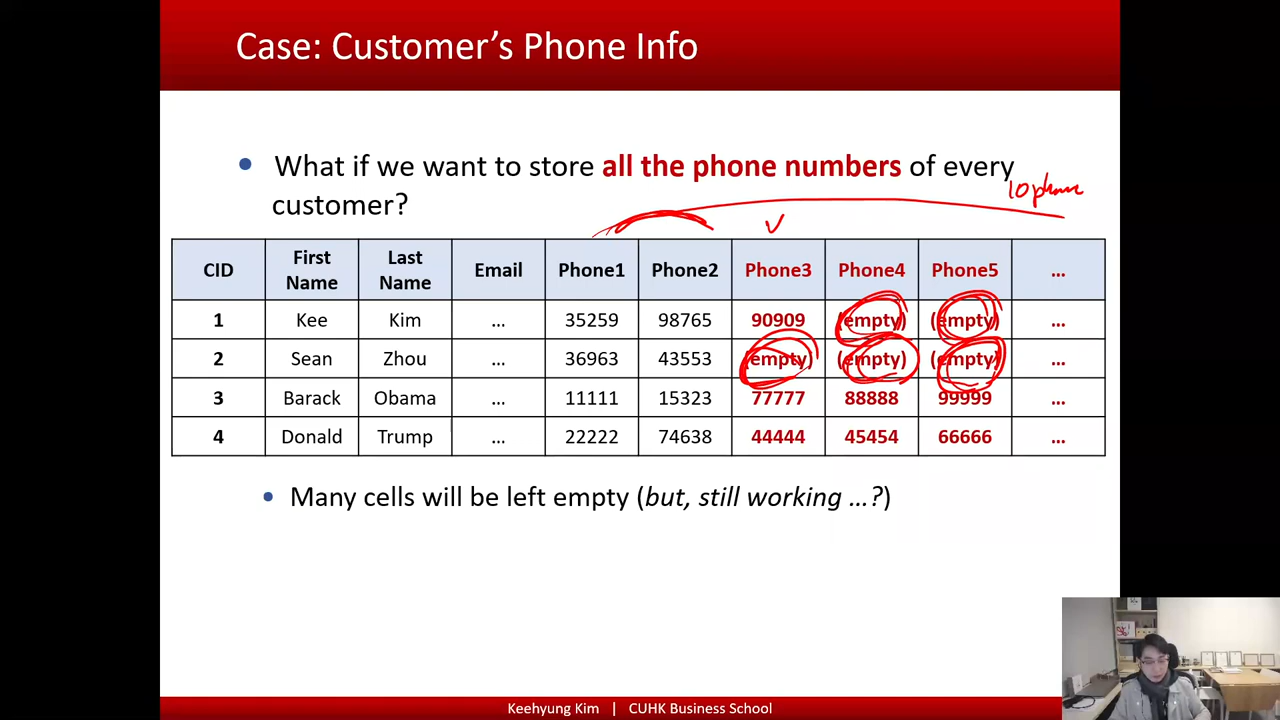 Case: Customer's Phone Info
• What if we want to store all the phone numbers of every
customer?
10 phone
CID First Name Last Name Email Phone1 Phone2 Phone3 Phone4 Phone5 ...
1 Kee Kim ... 35259 98765 90909 (empty) (empty) ...
2 Sean Zhou ... 36963 43553 (empty) (empty) (empty) ...
3 Barack Obama ... 11111 15323 77777 88888 99999 ...
4 Donald Trump ... 22222 74638 44444 45454 66666 ...
• Many cells will be left empty (but, still working ...?)
Keehyung Kim | CUHK Business School